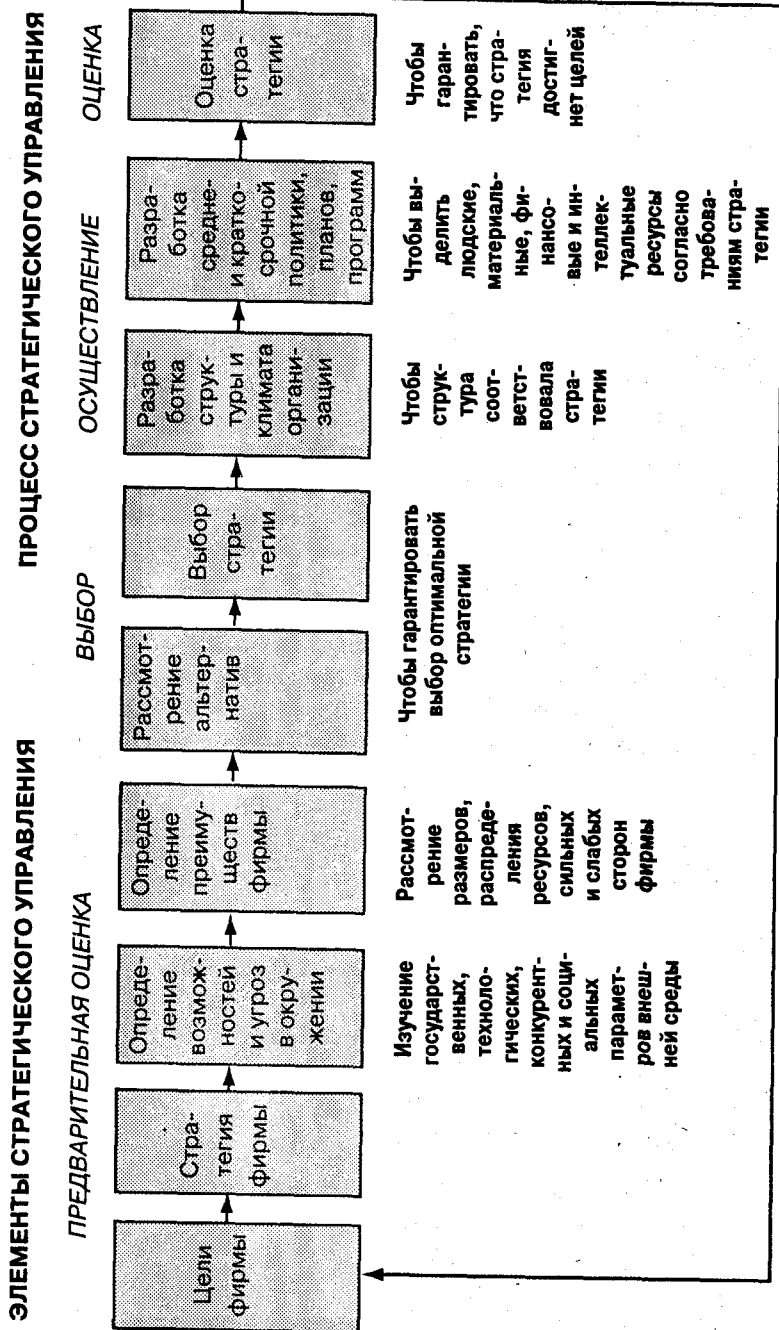 ЭЛЕМЕНТЫ СТРАТЕГИЧЕСКОГО УПРАВЛЕНИЯ
ПРОЦЕСС СТРАТЕГИЧЕСКОГО УПРАВЛЕНИЯ
ПРЕДВАРИТЕЛЬНАЯ ОЦЕНКА
ВЫБОР
ОСУЩЕСТВЛЕНИЕ
ОЦЕНКА
Цели
фирмы
Стра-
тегия
фирмы
Опреде-
ление
возмож-
ностей
и угроз
в окру-
жении
Опреде-
ление
преиму-
ществ
фирмы
Рассмот-
рение
альтер-
натив
Выбор
стра-
тегии
Разра-
ботка
струк-
туры и
климата
органи-
зации
Разра-
ботка
средне-
и кратко-
срочной
политики,
планов,
программ
Оценка
стра-
тегии
Изучение
государст-
венных,
техноло-
гических,
конкурент-
ных и соци-
альных
парамет-
ров внеш-
ней среды
Рассмот-
рение
размеров,
распреде-
ления
ресурсов,
сильных
и слабых
сторон
фирмы
Чтобы гарантировать
выбор оптимальной
стратегии
Чтобы
струк-
тура
соот-
ветст-
вовала
стра-
тегии
Чтобы вы-
делить
людские,
материаль-
ные, фи-
нансо-
вые и ин-
теллек-
туальные
ресурсы
согласно
требова-
ниям стра-
тегии
Чтобы
гаран-
тировать,
что стра-
тегия
достиг-
нет целей